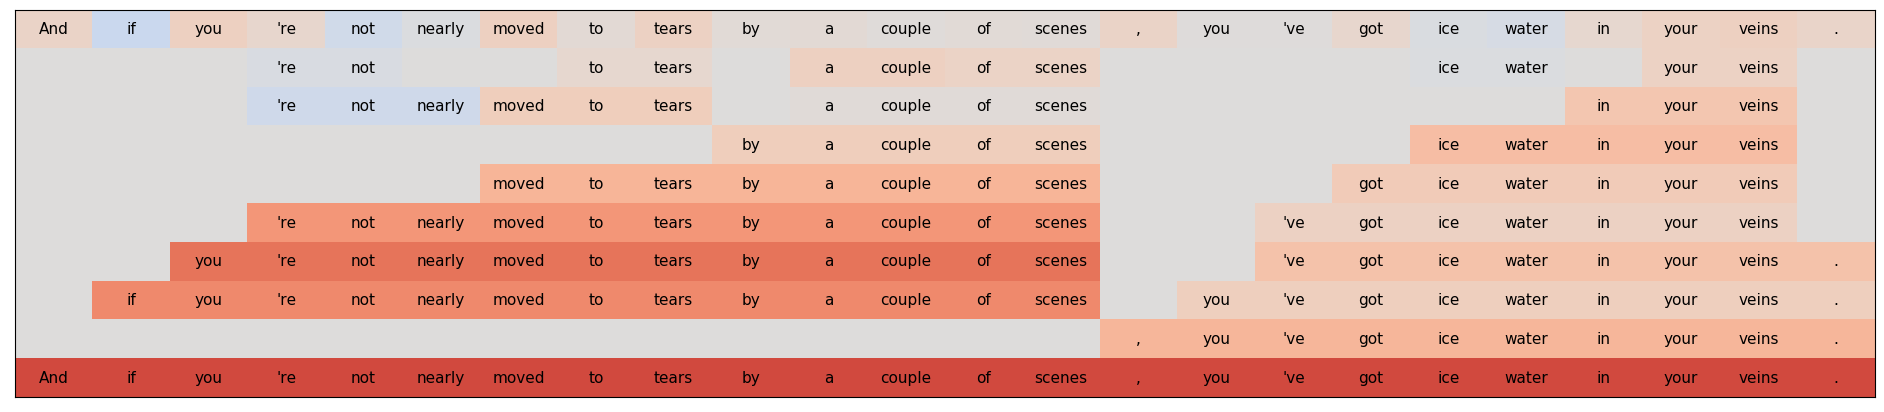 And if you 're not nearly moved to tears by a couple of scenes , you 've got ice water in your veins .
're not to tears a couple of scenes ice water your veins
're not nearly moved to tears a couple of scenes in your veins
by a couple of scenes ice water in your veins
moved to tears by a couple of scenes got ice water in your veins
're not nearly moved to tears by a couple of scenes 've got ice water in your veins
you 're not nearly moved to tears by a couple of scenes 've got ice water in your veins .
if you 're not nearly moved to tears by a couple of scenes you 've got ice water in your veins .
, you 've got ice water in your veins .
And if you 're not nearly moved to tears by a couple of scenes , you 've got ice water in your veins .